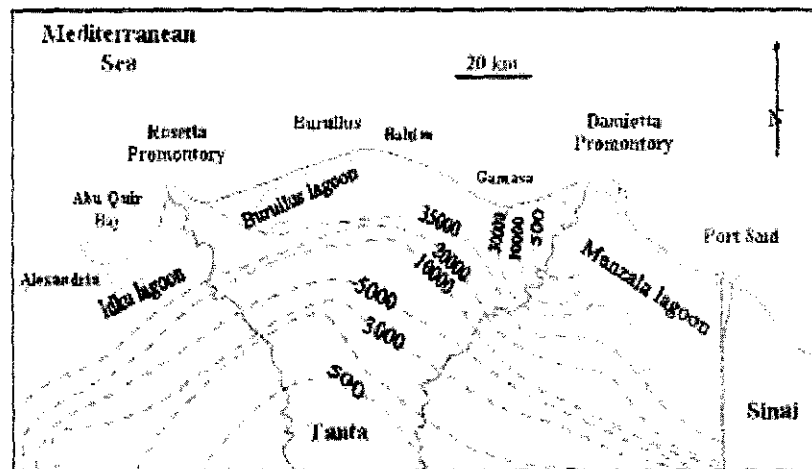 Mediterranean
Sea
20 km
N
Rosetta
Promontory
Burullus
Baltim
Damietta
Promontory
Gamasa
Abu Quir
Bay
Burullus lagoon
35000
20000
10000
30000
10000
500
Port Said
Alexandria
Idku lagoon
Manzala lagoon
5000
3000
500
Tanta
Sinai